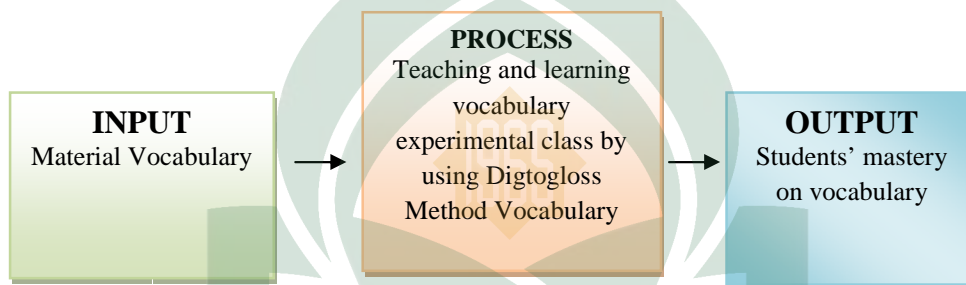 INPUT
Material Vocabulary
PROCESS
Teaching and learning
vocabulary
experimental class by
using Digtogloss
Method Vocabulary
OUTPUT
Students’ mastery
on vocabulary
1965